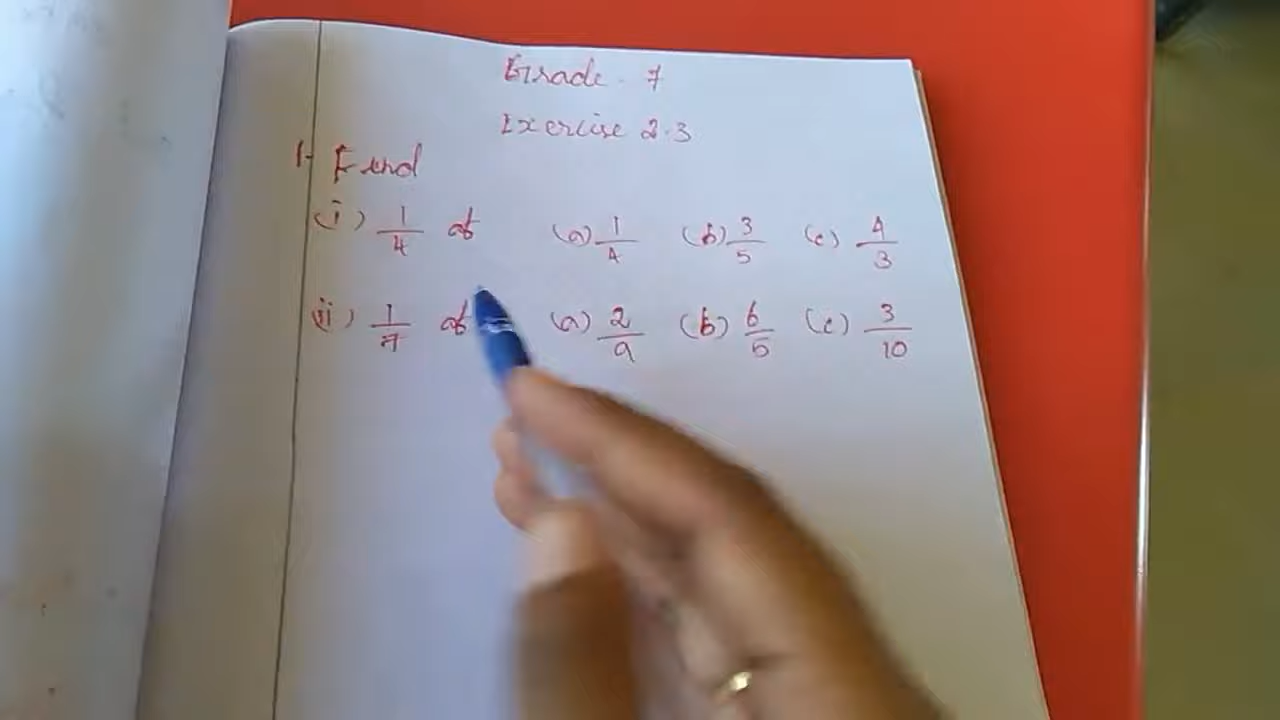 Grade - 7
Exercise 2.3
1. Find
(i) 1/4 of (a) 1/4 (b) 3/5 (c) 4/3
(ii) 1/7 of (a) 2/9 (b) 6/5 (c) 3/10